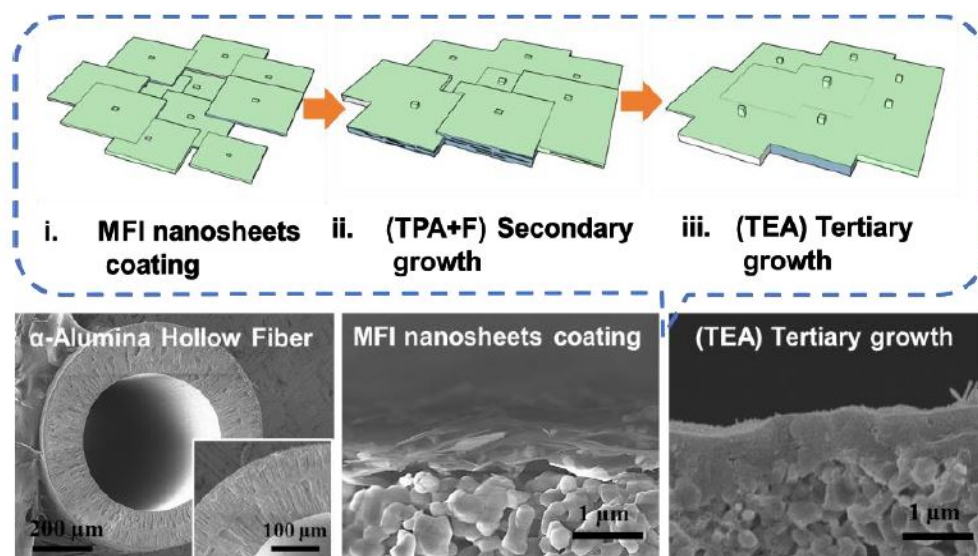 i. MFI nanosheets coating
ii. (TPA+F) Secondary growth
iii. (TEA) Tertiary growth
α-Alumina Hollow Fiber
MFI nanosheets coating
(TEA) Tertiary growth
200 μm
100 μm
1 μm
1 μm